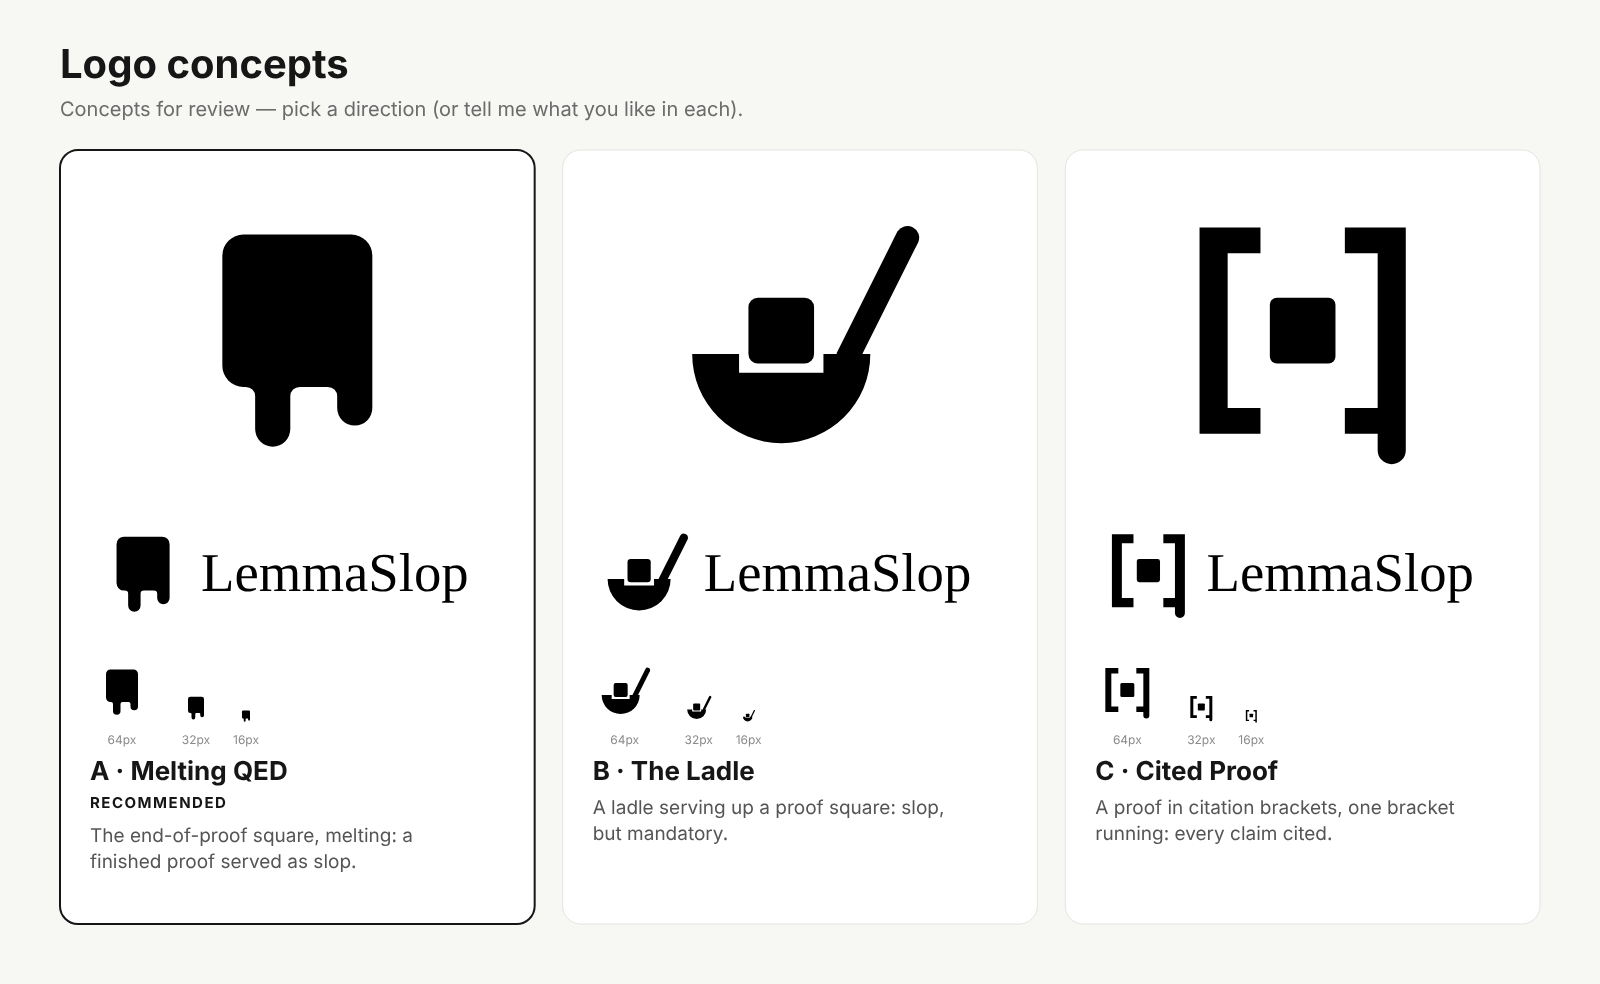 Logo concepts
Concepts for review — pick a direction (or tell me what you like in each).
LemmaSlop
64px 32px 16px
A · Melting QED
RECOMMENDED
The end-of-proof square, melting: a
finished proof served as slop.
LemmaSlop
64px 32px 16px
B · The Ladle
A ladle serving up a proof square: slop,
but mandatory.
LemmaSlop
64px 32px 16px
C · Cited Proof
A proof in citation brackets, one bracket
running: every claim cited.